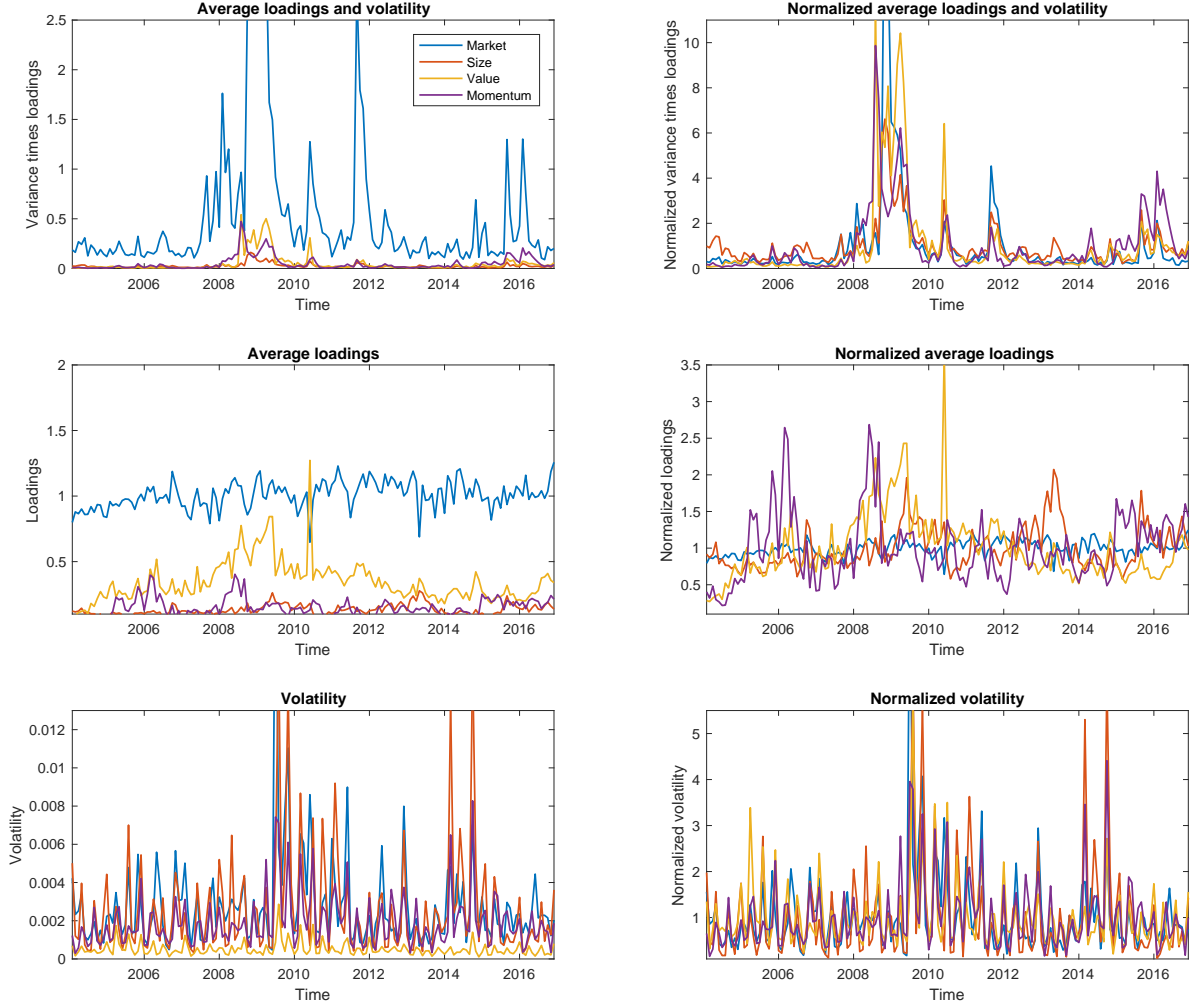 Average loadings and volatility
Variance times loadings
2.5
2
1.5
1
0.5
0
Market
Size
Value
Momentum
2006 2008 2010 2012 2014 2016
Time
Normalized average loadings and volatility
Normalized variance times loadings
10
8
6
4
2
0
2006 2008 2010 2012 2014 2016
Time
Average loadings
Loadings
2
1.5
1
0.5
2006 2008 2010 2012 2014 2016
Time
Normalized average loadings
Normalized loadings
3.5
3
2.5
2
1.5
1
0.5
2006 2008 2010 2012 2014 2016
Time
Volatility
Volatility
0.012
0.01
0.008
0.006
0.004
0.002
0
2006 2008 2010 2012 2014 2016
Time
Normalized volatility
Normalized volatility
5
4
3
2
1
2006 2008 2010 2012 2014 2016
Time